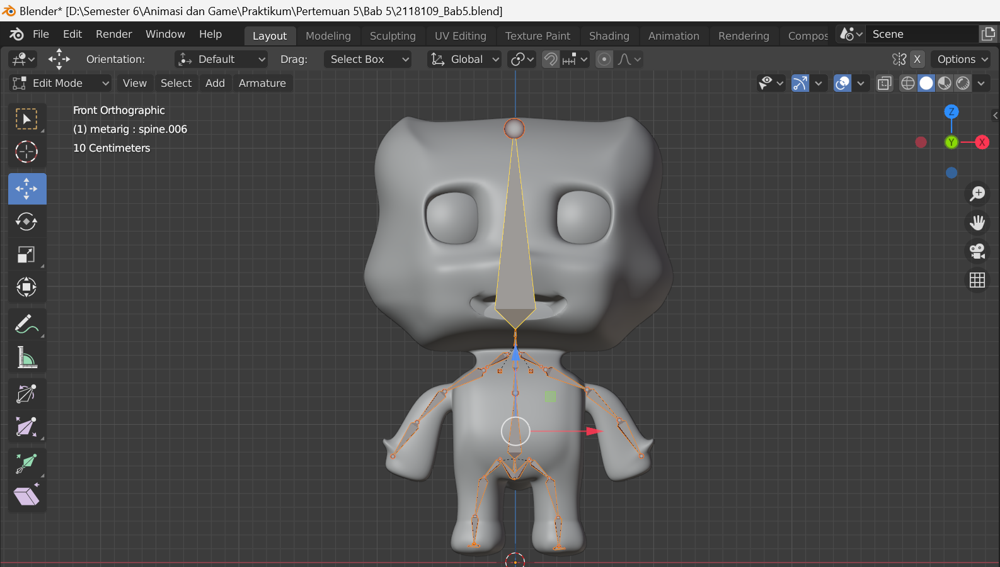 Blender* [D:\Semester 6\Animasi dan Game\Praktikum\Pertemuan 5\Bab 5\2118109_Bab5.blend]
File Edit Render Window Help Layout Modeling Sculpting UV Editing Texture Paint Shading Animation Rendering Compos Scene
Orientation: Default Drag: Select Box Global X Options
Edit Mode View Select Add Armature
Front Orthographic
(1) metarig : spine.006
10 Centimeters
Z
Y X